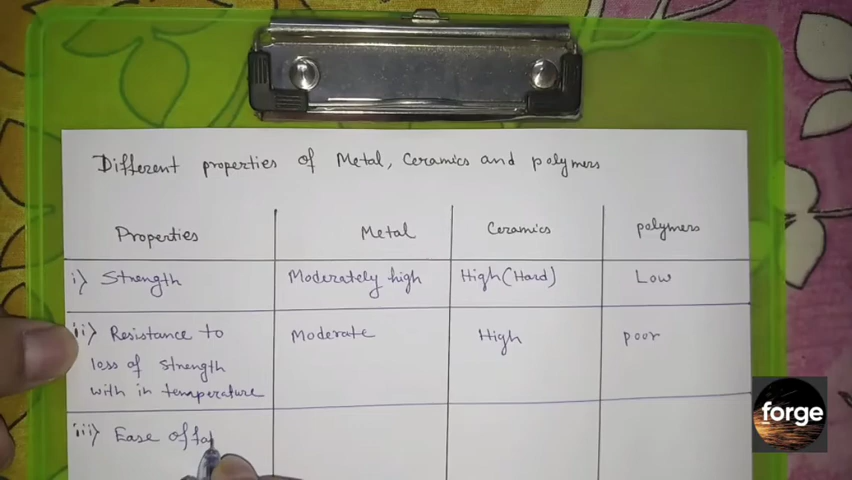 Different properties of Metal, Ceramics and polymers
Properties Metal Ceramics polymers
i) Strength Moderately high High (Hard) Low
ii) Resistance to Moderate High poor
loss of strength
with in temperature
iii) Ease of fa
forge